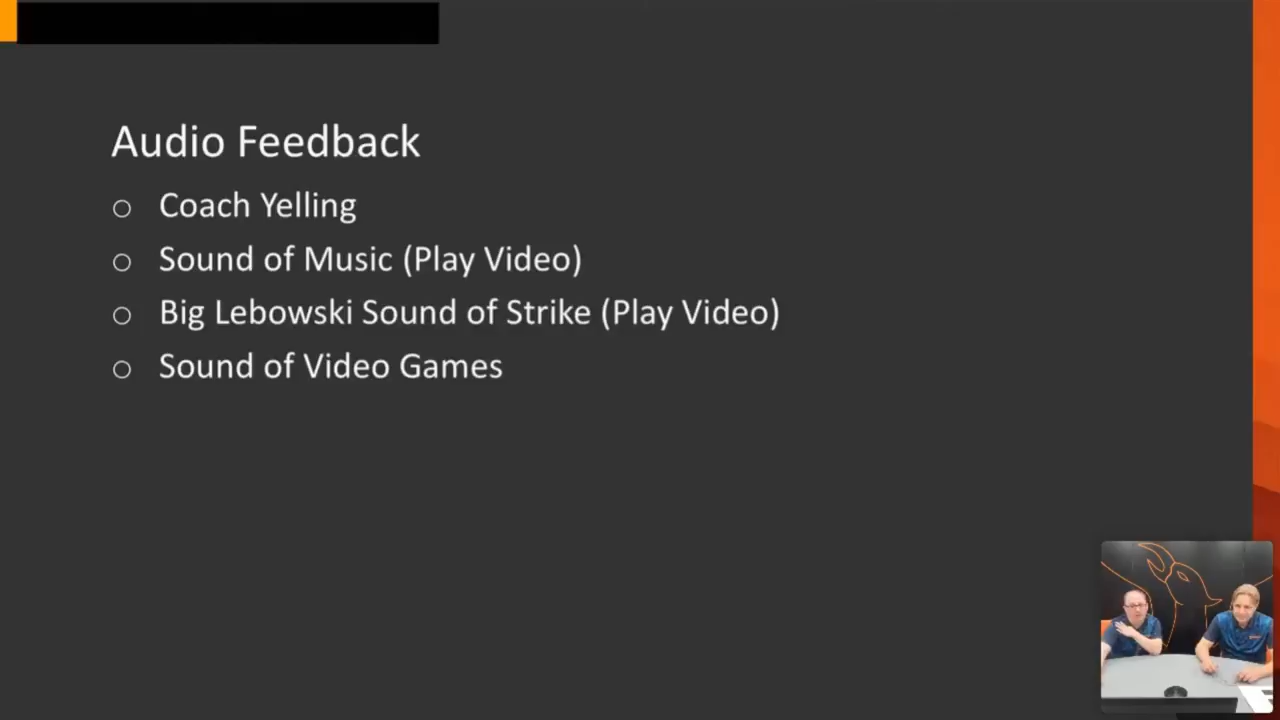 Audio Feedback
○ Coach Yelling
○ Sound of Music (Play Video)
○ Big Lebowski Sound of Strike (Play Video)
○ Sound of Video Games